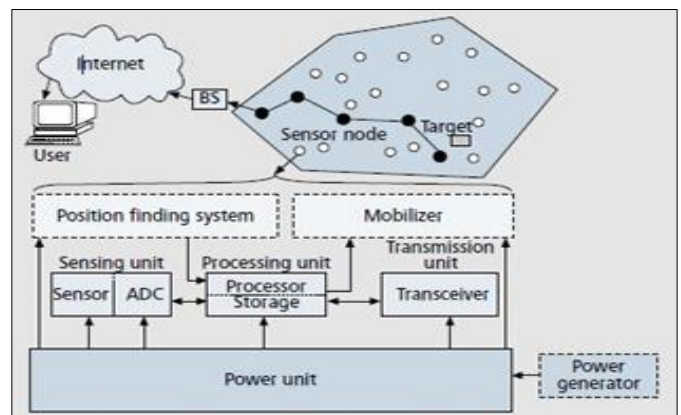 Internet
BS
Sensor node
Target
User
Position finding system
Mobilizer
Sensing unit
Processing unit
Transmission
unit
Sensor
ADC
Processor
Storage
Transceiver
Power unit
Power
generator